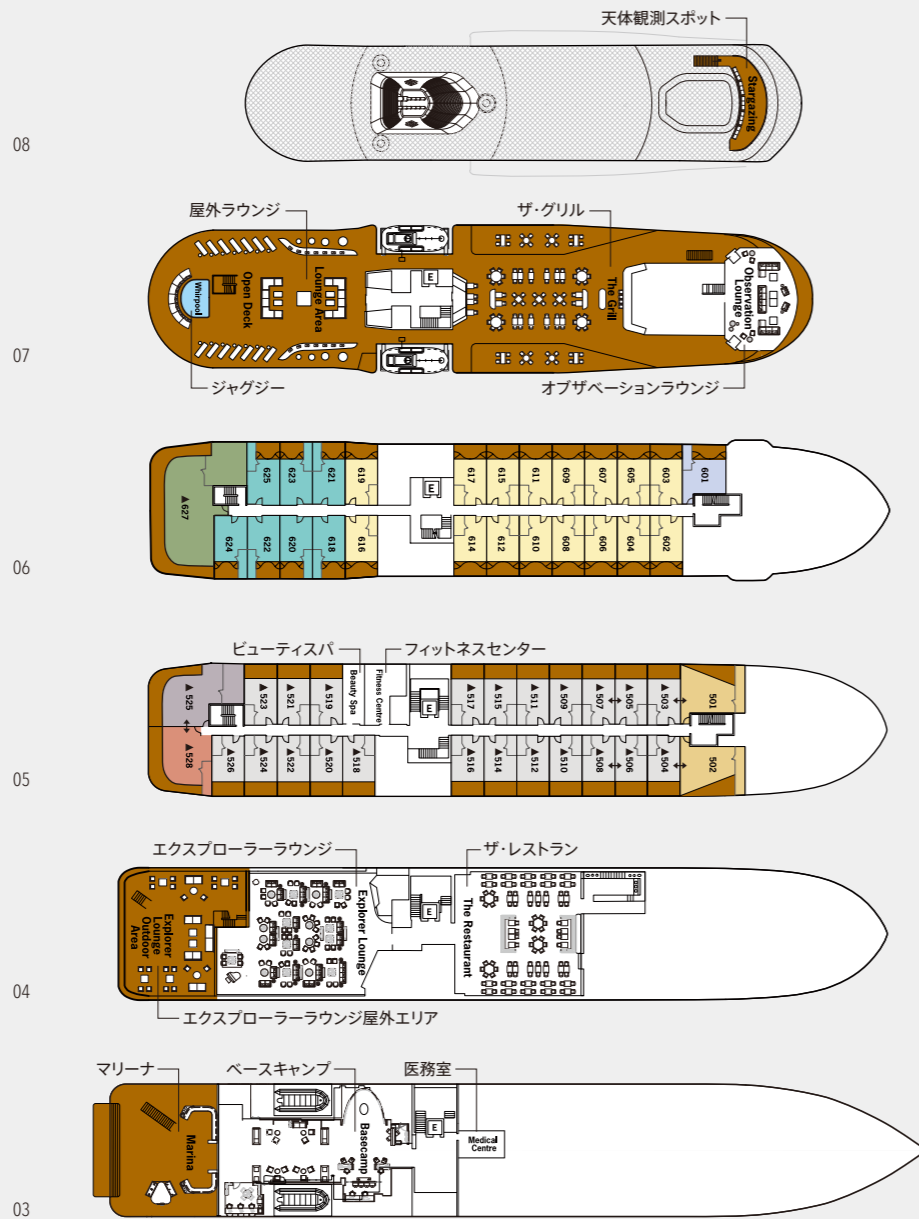 天体観測スポット
Stargazing
08
屋外ラウンジ
ザ・グリル
Whirpool
Open Deck
Lounge Area
E
The Grill
Observation
Lounge
07
ジャグジー
オブザベーションラウンジ
▲627
625
623
621
619
E
617
615
611
609
607
605
603
601
624
622
620
618
616
614
612
610
608
606
604
602
06
ビューティスパ
フィットネスセンター
▲525
▲523
▲521
▲519
Beauty Spa
Fitness Centre
E
▲517
▲515
▲511
▲509
▲507
▲505
▲503
501
▲528
▲526
▲524
▲522
▲520
▲518
▲516
▲514
▲512
▲510
▲508
▲506
▲504
502
05
エクスプローラーラウンジ
ザ・レストラン
Explorer
Lounge
Outdoor
Area
Explorer Lounge
E
The Restaurant
04
エクスプローラーラウンジ屋外エリア
マリーナ
ベースキャンプ
医務室
Marina
Basecamp
E
Medical
Centre
03